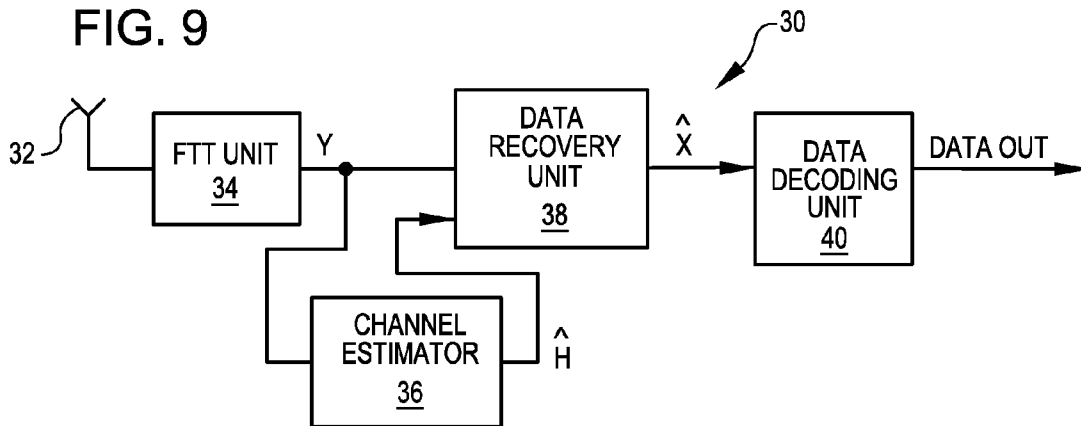 FIG. 9
30
32
FTT UNIT
34
Y
DATA
RECOVERY
UNIT
38
X̂
DATA
DECODING
UNIT
40
DATA OUT
CHANNEL
ESTIMATOR
36
Ĥ